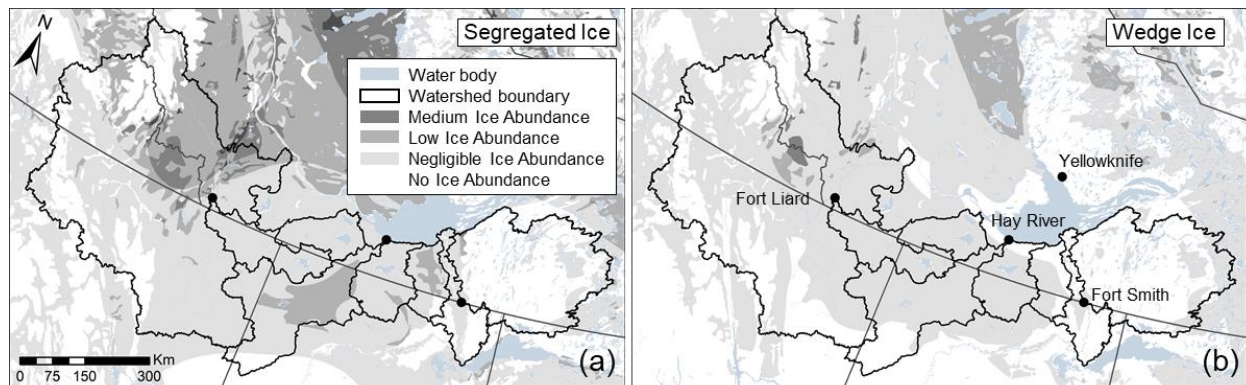 N
Segregated Ice
Water body
Watershed boundary
Medium Ice Abundance
Low Ice Abundance
Negligible Ice Abundance
No Ice Abundance
Km
0 75 150 300
(a)
Wedge Ice
Yellowknife
Fort Liard
Hay River
Fort Smith
(b)